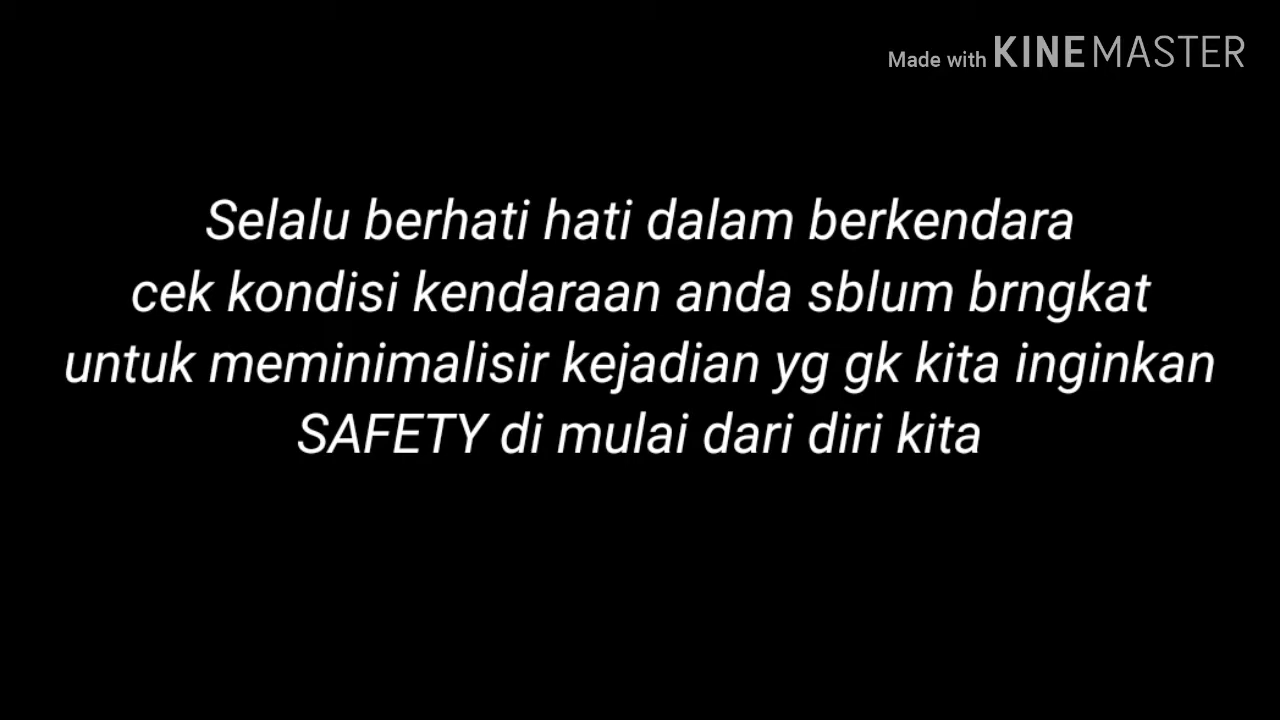 Made with KINEMASTER
Selalu berhati hati dalam berkendara
cek kondisi kendaraan anda sblum brngkat
untuk meminimalisir kejadian yg gk kita inginkan
SAFETY di mulai dari diri kita